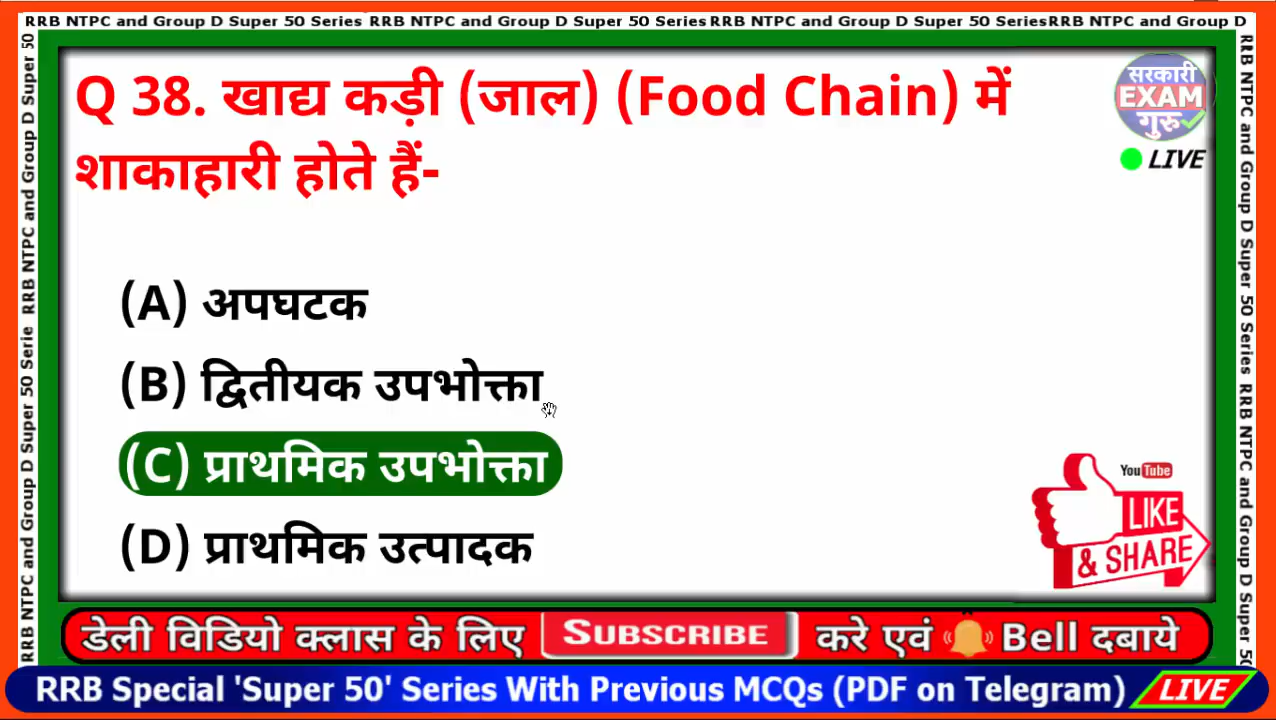 RRB NTPC and Group D Super 50 Series RRB NTPC and Group D Super 50 Series RRB NTPC and Group D Super 50 SeriesRRB NTPC and Group D
Q 38. खाद्य कड़ी (जाल) (Food Chain) में
शाकाहारी होते हैं-
सरकारी
EXAM
गुरु
LIVE
(A) अपघटक
(B) द्वितीयक उपभोक्ता
(C) प्राथमिक उपभोक्ता
(D) प्राथमिक उत्पादक
YouTube
LIKE
& SHARE
RRB NTPC and Group D Super 50 Serie RRB NTPC and Group D Super 50
RRB NTPC and Group D Super 50 Series RRB NTPC and Group D Super 50
डेली विडियो क्लास के लिए SUBSCRIBE करे एवं Bell दबाये
RRB Special 'Super 50' Series With Previous MCQs (PDF on Telegram) LIVE